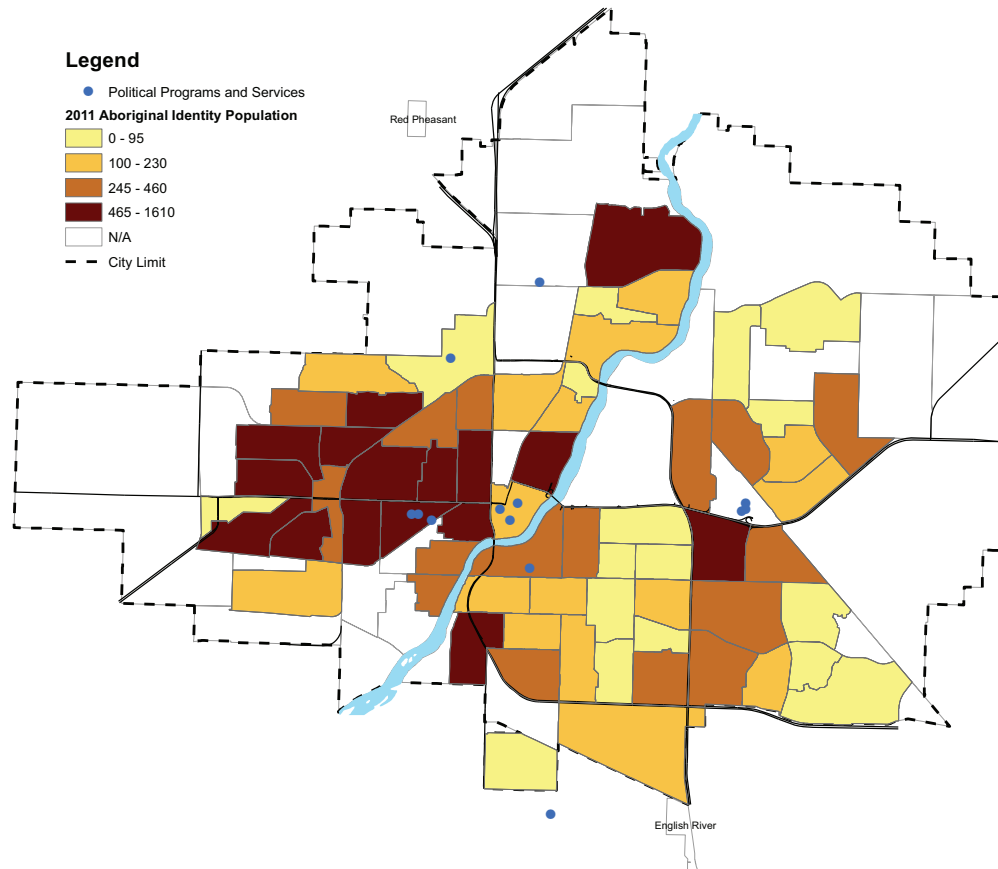 Legend
Political Programs and Services
2011 Aboriginal Identity Population
0 - 95
100 - 230
245 - 460
465 - 1610
N/A
City Limit
Red Pheasant
English River